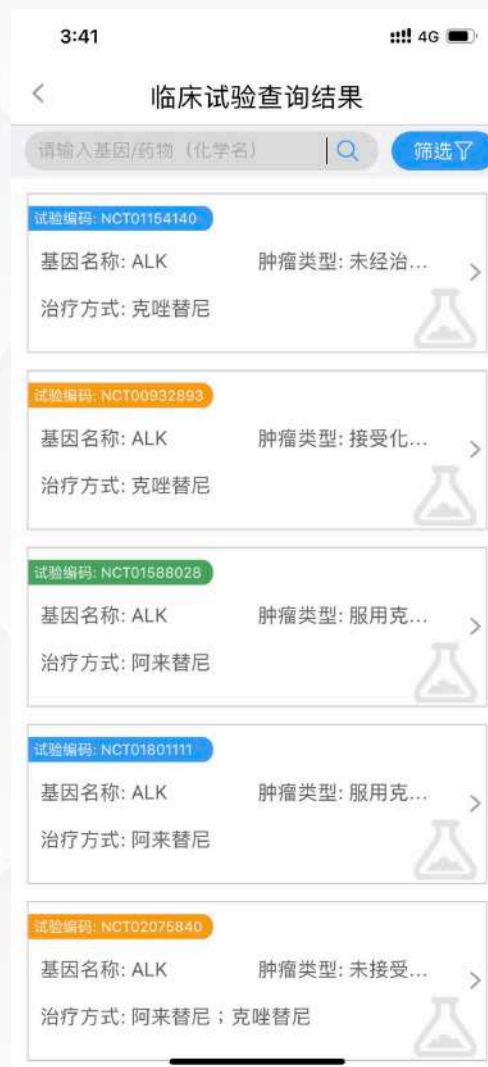 3:41 4G
临床试验查询结果
请输入基因/药物（化学名） 筛选
试验编码: NCT01154140
基因名称: ALK 肿瘤类型: 未经治...
治疗方式: 克唑替尼
试验编码: NCT00932893
基因名称: ALK 肿瘤类型: 接受化...
治疗方式: 克唑替尼
试验编码: NCT01588028
基因名称: ALK 肿瘤类型: 服用克...
治疗方式: 阿来替尼
试验编码: NCT01801111
基因名称: ALK 肿瘤类型: 服用克...
治疗方式: 阿来替尼
试验编码: NCT02075840
基因名称: ALK 肿瘤类型: 未接受...
治疗方式: 阿来替尼；克唑替尼